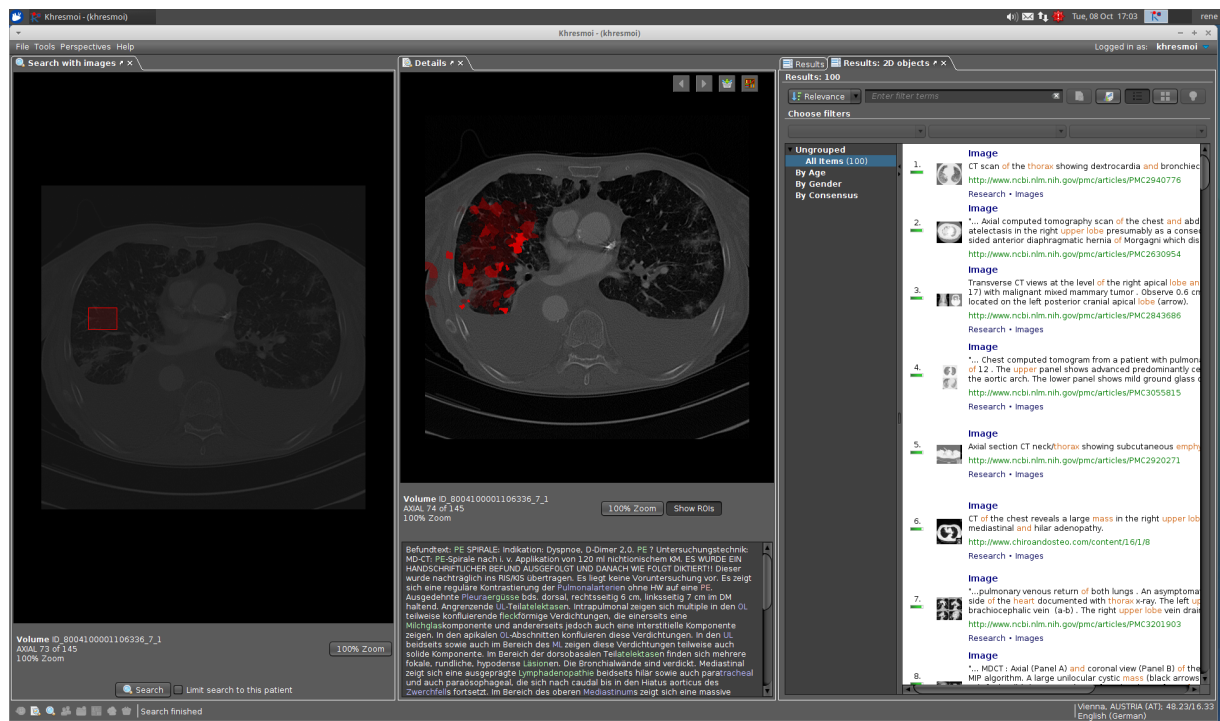 Khresmoi - (khresmoi)
Tue, 08 Oct 17:03
rene
Khresmoi - (khresmoi)
File Tools Perspectives Help
Logged in as: khresmoi
Search with images
Details
Results
Results: 2D objects
Results: 100
Relevance
Enter filter terms
Choose filters
Ungrouped
All Items (100)
By Age
By Gender
By Consensus
1.
Image
CT scan of the thorax showing dextrocardia and bronchiec
http://www.ncbi.nlm.nih.gov/pmc/articles/PMC2940776
Research • Images
2.
Image
"... Axial computed tomography scan of the chest and abd
atelectasis in the right upper lobe presumably as a conse
sided anterior diaphragmatic hernia of Morgagni which dis
http://www.ncbi.nlm.nih.gov/pmc/articles/PMC2630954
3.
Image
Transverse CT views at the level of the right apical lobe an
17) with malignant mixed mammary tumor . Observe 0.6 cm
located on the left posterior cranial apical lobe (arrow).
http://www.ncbi.nlm.nih.gov/pmc/articles/PMC2843686
Research • Images
4.
Image
"... Chest computed tomogram from a patient with pulmona
of 12 . The upper panel shows advanced predominantly ce
the aortic arch. The lower panel shows mild ground glass o
http://www.ncbi.nlm.nih.gov/pmc/articles/PMC3055815
Research • Images
5.
Image
Axial section CT neck/thorax showing subcutaneous emphy
http://www.ncbi.nlm.nih.gov/pmc/articles/PMC2920271
Research • Images
6.
Image
CT of the chest reveals a large mass in the right upper lob
mediastinal and hilar adenopathy.
http://www.chiroandosteo.com/content/16/1/8
Research • Images
7.
Image
"...pulmonary venous return of both lungs . An asymptoma
side of the heart documented with thorax x-ray. The left up
brachiocephalic vein (a-b) . The right upper lobe vein drain
http://www.ncbi.nlm.nih.gov/pmc/articles/PMC3201903
Research • Images
8.
Image
"... MDCT : Axial (Panel A) and coronal view (Panel B) of the
MIP algorithm. A large unilocular cystic mass (black arrows
Volume ID_8004100001106336_7_1
AXIAL 74 of 145
100% Zoom
100% Zoom
Show ROIs
Befundtext: PE SPIRALE: Indikation: Dyspnoe, D-Dimer 2,0. PE ? Untersuchungstechnik:
MD-CT: PE-Spirale nach i. v. Applikation von 120 ml nichtionischem KM. ES WURDE EIN
HANDSCHRIFTLICHER BEFUND AUSGEFOLGT UND DANACH WIE FOLGT DIKTIERT!! Dieser
wurde nachträglich ins RIS/KIS übertragen. Es liegt keine Voruntersuchung vor. Es zeigt
sich eine reguläre Kontrastierung der Pulmonalarterien ohne HW auf eine PE.
Ausgedehnte Pleuraergüsse bds. dorsal, rechtsseitig 6 cm, linksseitig 7 cm im DM
haltend. Angrenzende UL-Teilatelektasen. Intrapulmonal zeigen sich multiple in den OL
teilweise konfluierende fleckförmige Verdichtungen, die einerseits eine
Milchglaskomponente und andererseits jedoch auch eine interstitielle Komponente
zeigen. In den apikalen OL-Abschnitten konfluieren diese Verdichtungen. In den UL
beidseits sowie auch im Bereich des ML zeigen diese Verdichtungen teilweise auch
solide Komponente. Im Bereich der dorsobasalen Teilatelektasen finden sich mehrere
fokale, rundliche, hypodense Läsionen. Die Bronchialwände sind verdickt. Mediastinal
zeigt sich eine ausgeprägte Lymphadenopathie beidseits hilar sowie auch paratracheal
und auch paraösophageal, die sich nach caudal bis in den Hiatus aorticus des
Zwerchfells fortsetzt. Im Bereich des oberen Mediastinums zeigt sich eine massive
Volume ID_8004100001106336_7_1
AXIAL 73 of 145
100% Zoom
100% Zoom
Search
Limit search to this patient
Search finished
Vienna, AUSTRIA (AT): 48.23/16.33
English (German)